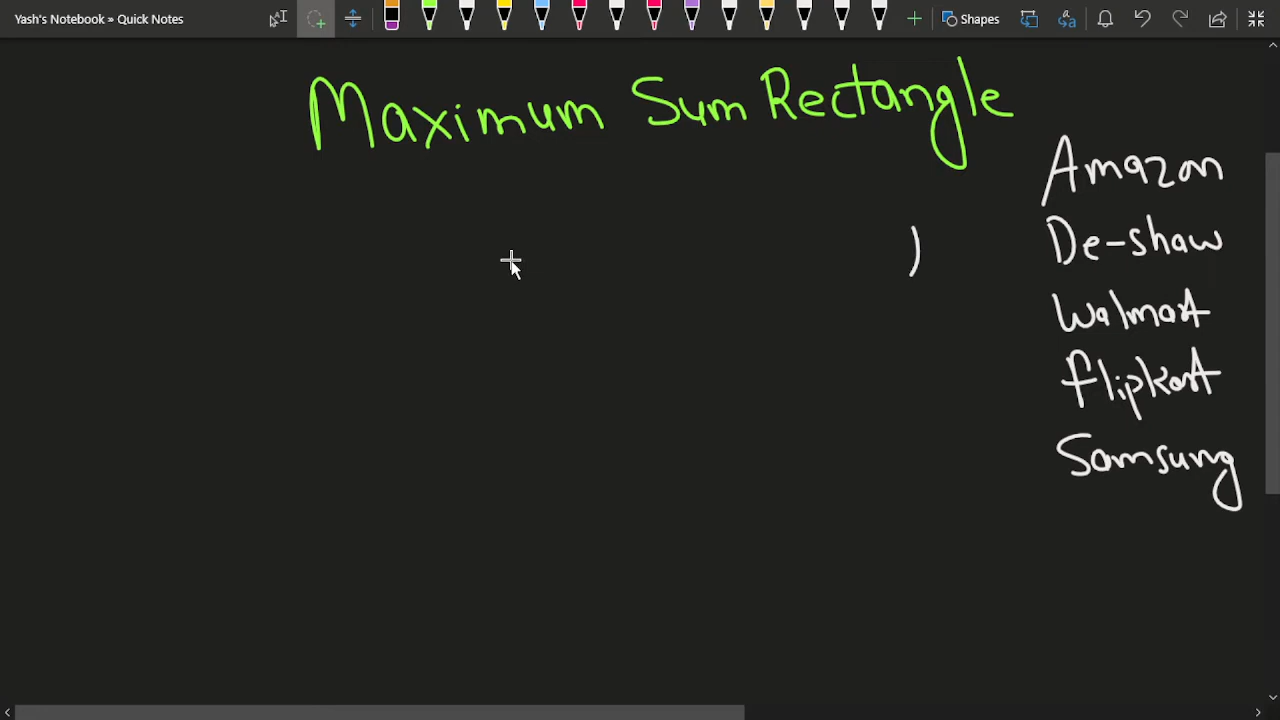 Yash's Notebook » Quick Notes
Shapes
Maximum Sum Rectangle
Amazon
De-shaw
Walmart
flipkart
Samsung
)